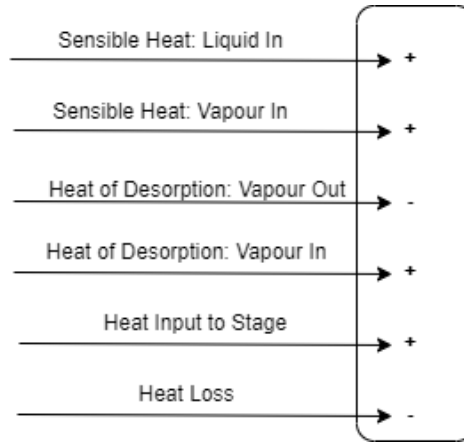 Sensible Heat: Liquid In
+
Sensible Heat: Vapour In
+
Heat of Desorption: Vapour Out
-
Heat of Desorption: Vapour In
+
Heat Input to Stage
+
Heat Loss
-